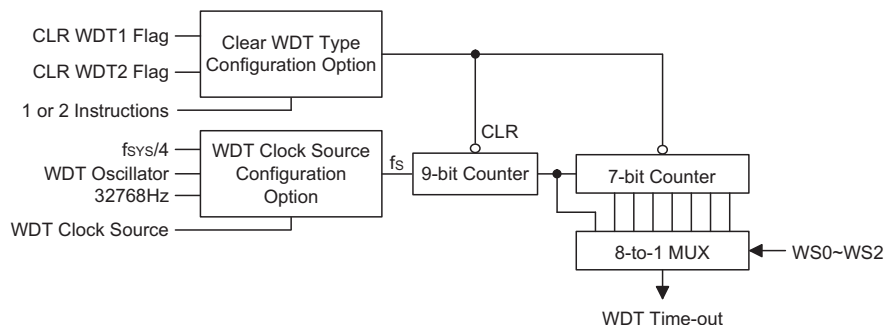 CLR WDT1 Flag
CLR WDT2 Flag
1 or 2 Instructions
Clear WDT Type
Configuration Option
fSYS/4
WDT Oscillator
32768Hz
WDT Clock Source
WDT Clock Source
Configuration
Option
fS
CLR
9-bit Counter
7-bit Counter
8-to-1 MUX
WS0~WS2
WDT Time-out